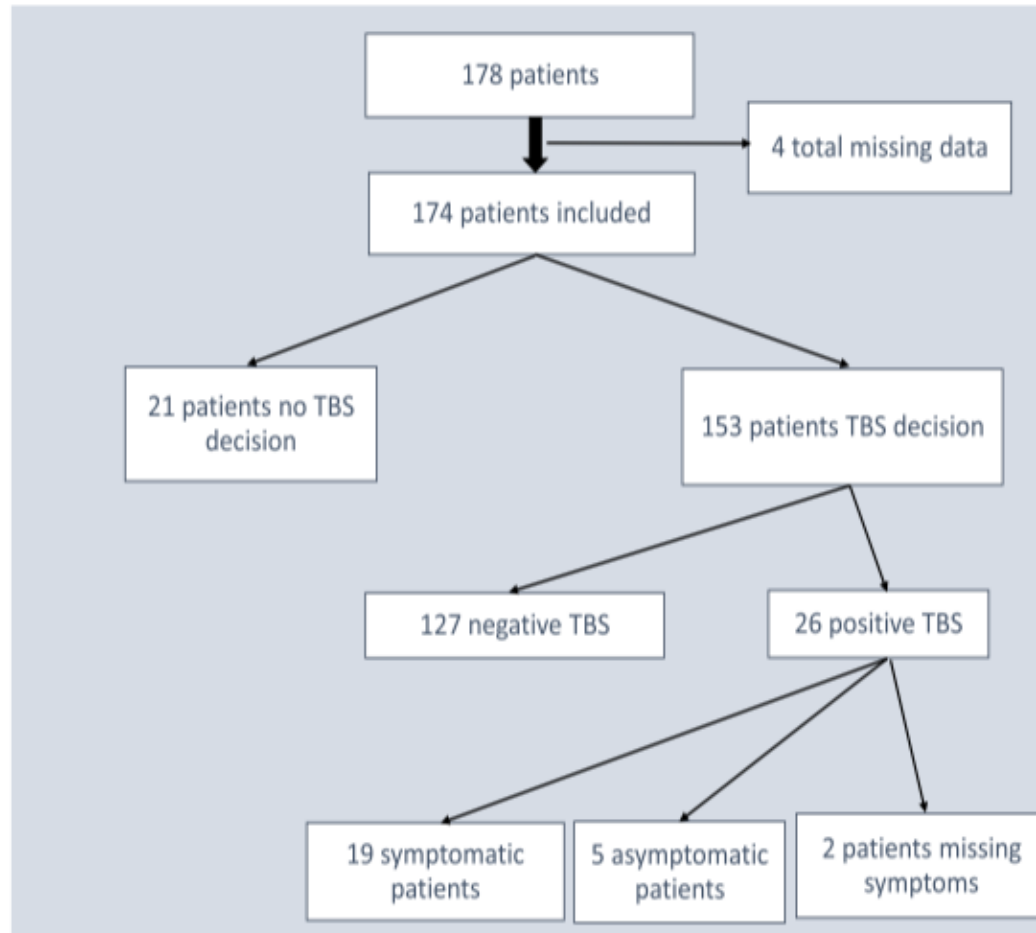 178 patients
4 total missing data
174 patients included
21 patients no TBS
decision
153 patients TBS decision
127 negative TBS
26 positive TBS
19 symptomatic
patients
5 asymptomatic
patients
2 patients missing
symptoms